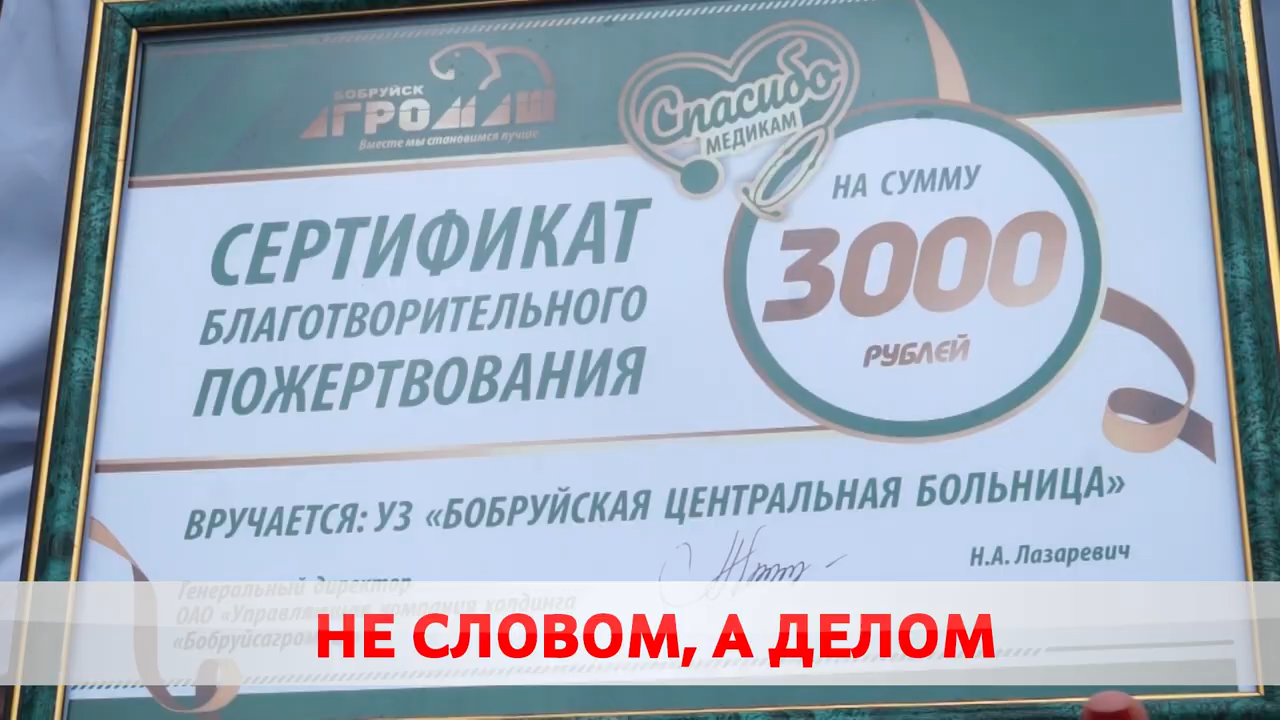 БОБРУЙСК
АГРОМАШ
Вместе мы становимся лучше
Спасибо
МЕДИКАМ
НА СУММУ
3000
РУБЛЕЙ
СЕРТИФИКАТ
БЛАГОТВОРИТЕЛЬНОГО
ПОЖЕРТВОВАНИЯ
ВРУЧАЕТСЯ: УЗ «БОБРУЙСКАЯ ЦЕНТРАЛЬНАЯ БОЛЬНИЦА»
Н.А. Лазаревич
Генеральный директор
ОАО «Управляющая компания холдинга
НЕ СЛОВОМ, А ДЕЛОМ